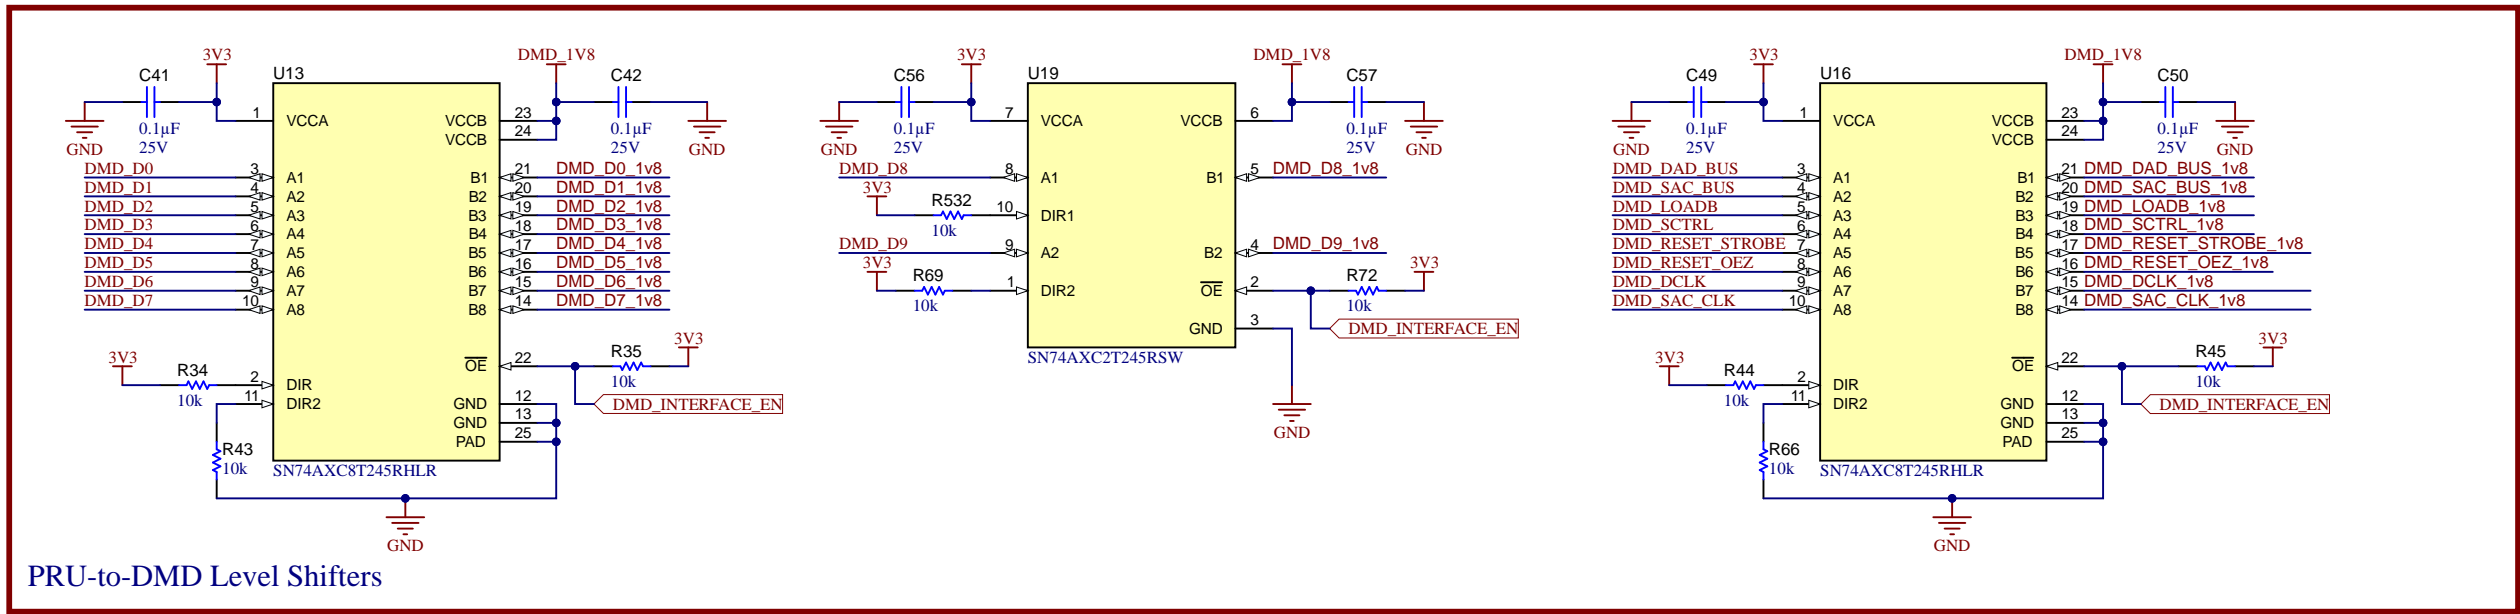 3V3
U13
DMD_1V8
C41
C42
1
VCCA
VCCB
23
VCCB
24
0.1µF
25V
0.1µF
25V
GND
GND
DMD_D0
3
A1
B1
21
DMD_D0_1v8
DMD_D1
4
A2
B2
20
DMD_D1_1v8
DMD_D2
5
A3
B3
19
DMD_D2_1v8
DMD_D3
6
A4
B4
18
DMD_D3_1v8
DMD_D4
7
A5
B5
17
DMD_D4_1v8
DMD_D5
8
A6
B6
16
DMD_D5_1v8
DMD_D6
9
A7
B7
15
DMD_D6_1v8
DMD_D7
10
A8
B8
14
DMD_D7_1v8
3V3
R34
10k
2
DIR
11
DIR2
OE
22
R35
10k
3V3
DMD_INTERFACE_EN
GND
12
GND
13
PAD
25
R43
10k
SN74AXC8T245RHLR
GND
3V3
U19
DMD_1V8
C56
C57
7
VCCA
VCCB
6
0.1µF
25V
0.1µF
25V
GND
GND
DMD_D8
8
A1
B1
5
DMD_D8_1v8
3V3
R532
10k
10
DIR1
DMD_D9
9
A2
B2
4
DMD_D9_1v8
3V3
R69
10k
1
DIR2
OE
2
R72
10k
3V3
DMD_INTERFACE_EN
GND
3
SN74AXC2T245RSW
GND
3V3
U16
DMD_1V8
C49
C50
1
VCCA
VCCB
23
VCCB
24
0.1µF
25V
0.1µF
25V
GND
GND
DMD_DAD_BUS
3
A1
B1
21
DMD_DAD_BUS_1v8
DMD_SAC_BUS
4
A2
B2
20
DMD_SAC_BUS_1v8
DMD_LOADB
5
A3
B3
19
DMD_LOADB_1v8
DMD_SCTRL
6
A4
B4
18
DMD_SCTRL_1v8
DMD_RESET_STROBE
7
A5
B5
17
DMD_RESET_STROBE_1v8
DMD_RESET_OEZ
8
A6
B6
16
DMD_RESET_OEZ_1v8
DMD_DCLK
9
A7
B7
15
DMD_DCLK_1v8
DMD_SAC_CLK
10
A8
B8
14
DMD_SAC_CLK_1v8
3V3
R44
10k
2
DIR
11
DIR2
OE
22
R45
10k
3V3
DMD_INTERFACE_EN
GND
12
GND
13
PAD
25
R66
10k
SN74AXC8T245RHLR
GND
PRU-to-DMD Level Shifters